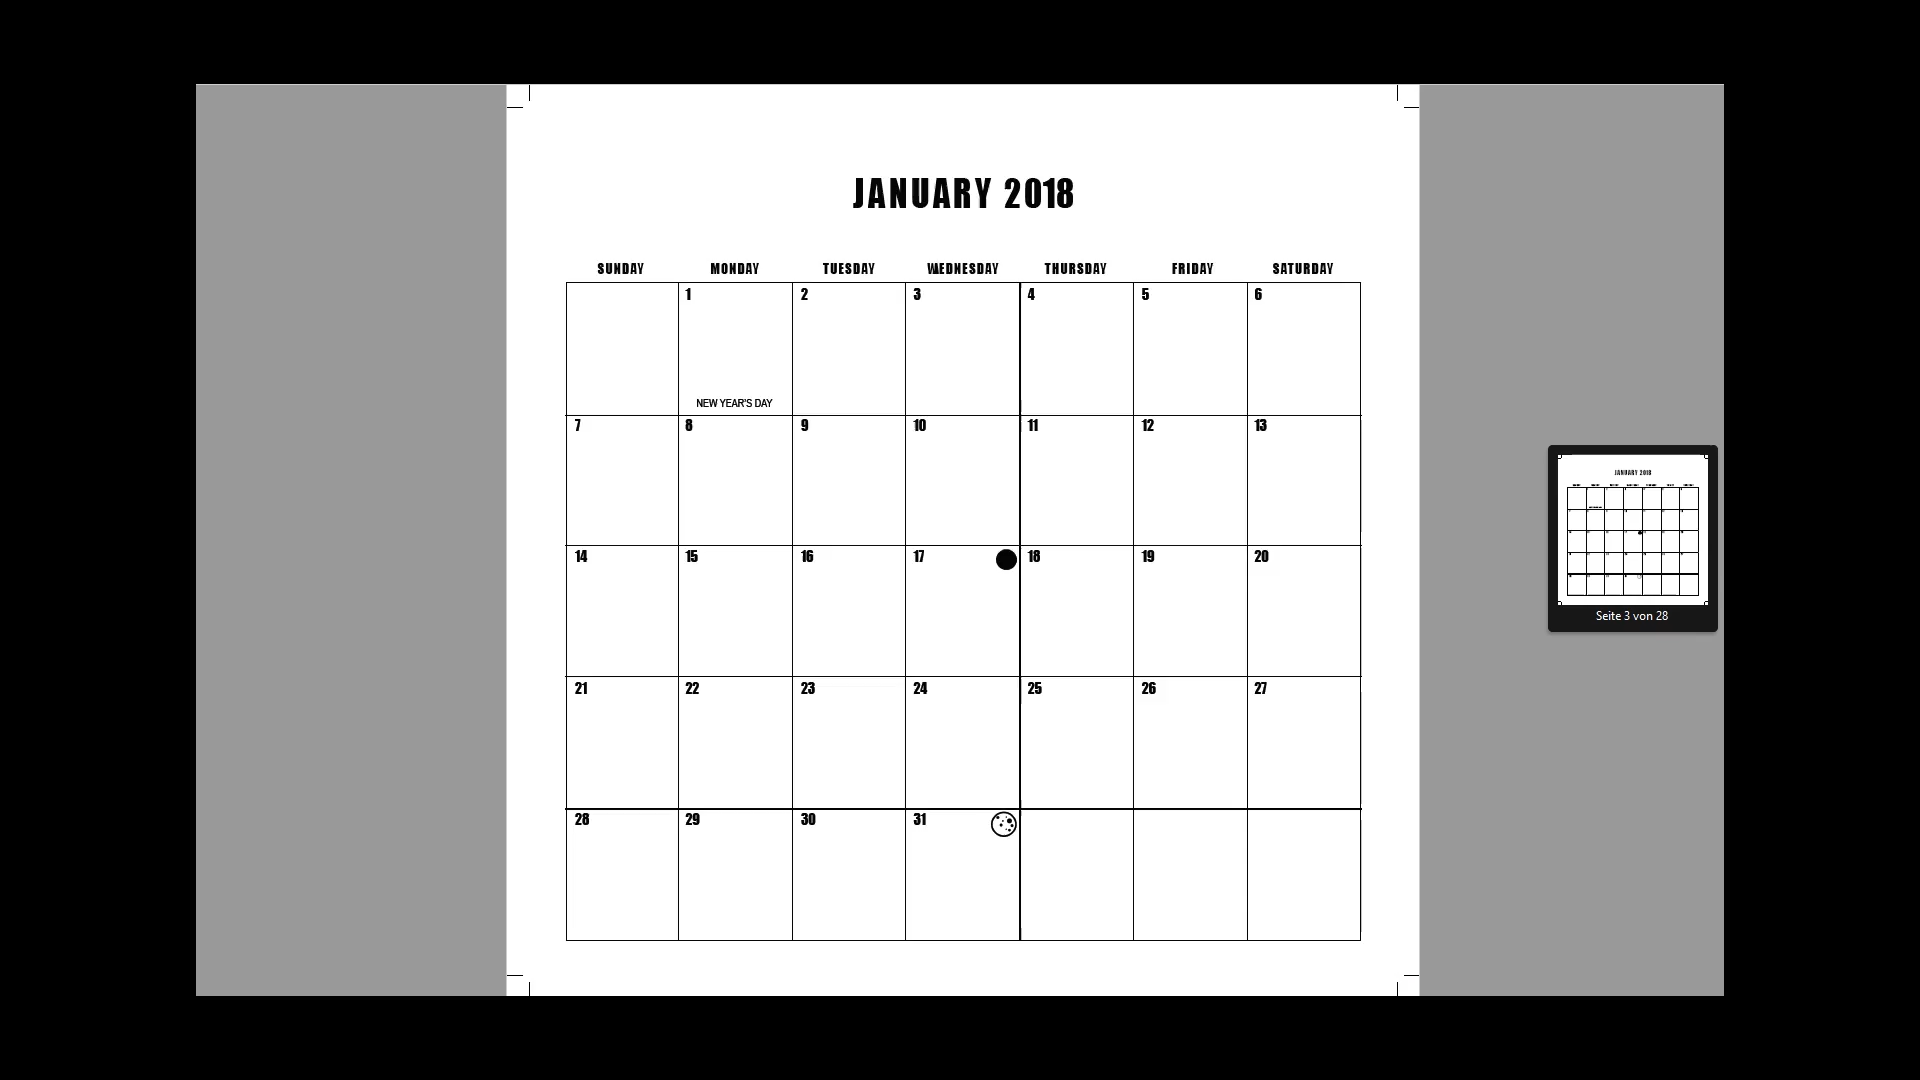 JANUARY 2018
SUNDAY MONDAY TUESDAY WEDNESDAY THURSDAY FRIDAY SATURDAY
1 2 3 4 5 6
NEW YEAR'S DAY
7 8 9 10 11 12 13
14 15 16 17 18 19 20
21 22 23 24 25 26 27
28 29 30 31
JANUARY 2018
Seite 3 von 28